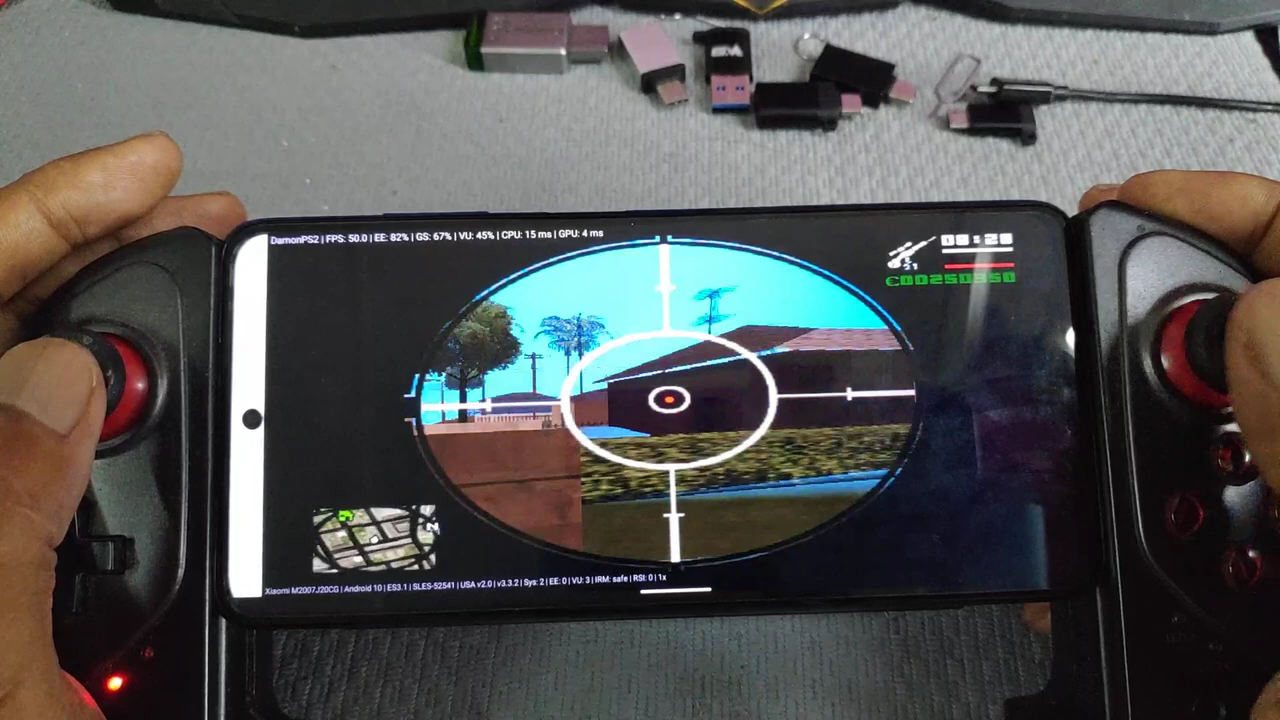 DamonPS2 | FPS: 50.0 | EE: 82% | GS: 67% | VU: 45% | CPU: 15 ms | GPU: 4 ms
08:28
21
€00250350
N
Xiaomi M2007J20CG | Android 10 | ES3.1 | SLES-52541 | USA v2.0 | v3.3.2 | Sys: 2 | EE: 0 | VU: 3 | IRM: safe | RSI: 0 | 1x